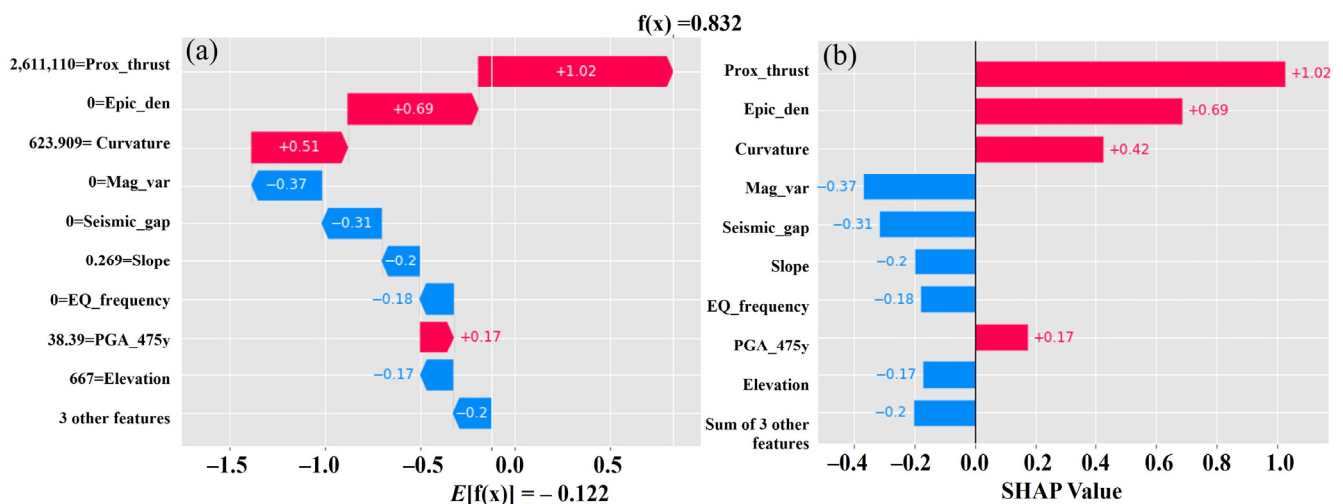 f(x) =0.832
(a)
2,611,110=Prox_thrust
+1.02
0=Epic_den
+0.69
623.909= Curvature
+0.51
0=Mag_var
−0.37
0=Seismic_gap
−0.31
0.269=Slope
−0.2
0=EQ_frequency
−0.18
38.39=PGA_475y
+0.17
667=Elevation
−0.17
3 other features
−0.2
−1.5 −1.0 −0.5 0.0 0.5
E[f(x)] = − 0.122
(b)
Prox_thrust
+1.02
Epic_den
+0.69
Curvature
+0.42
Mag_var
−0.37
Seismic_gap
−0.31
Slope
−0.2
EQ_frequency
−0.18
PGA_475y
+0.17
Elevation
−0.17
Sum of 3 other
features
−0.2
−0.4 −0.2 0.0 0.2 0.4 0.6 0.8 1.0
SHAP Value